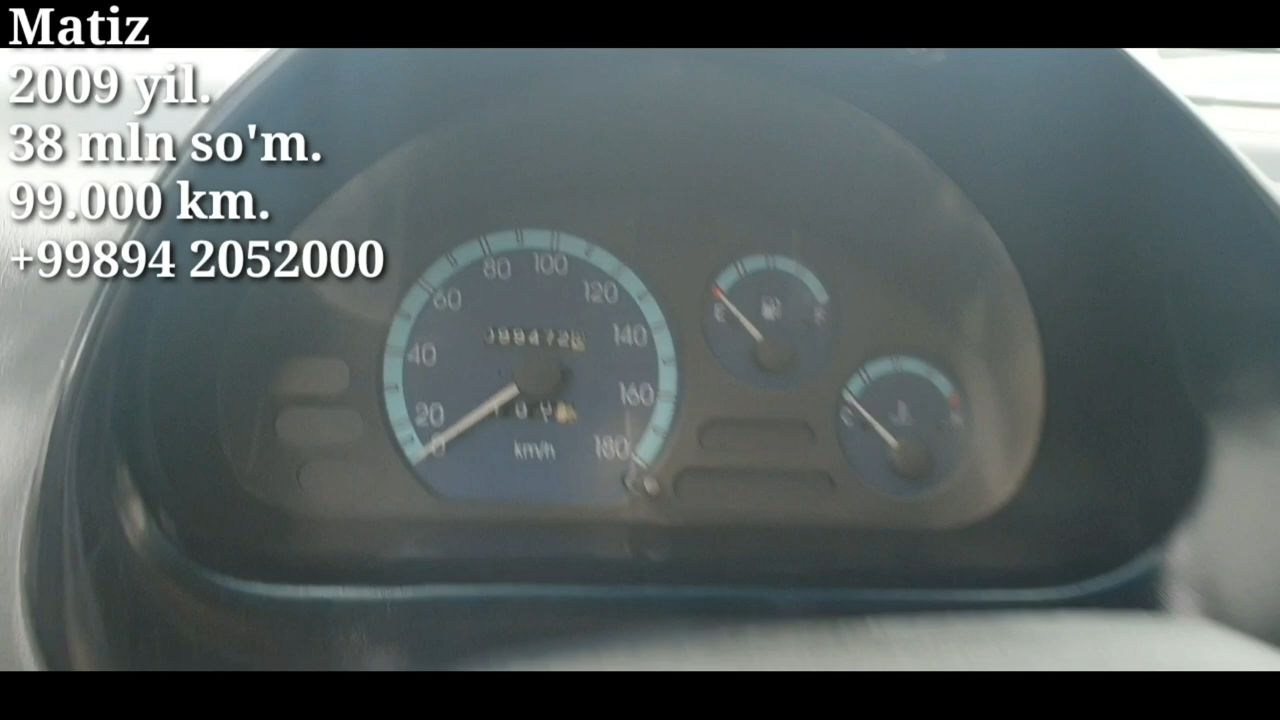 Matiz
2009 yil.
38 mln so'm.
99.000 km.
+99894 2052000
80 100
60 120
40 140
20 160
0 180
km/h
E F
C